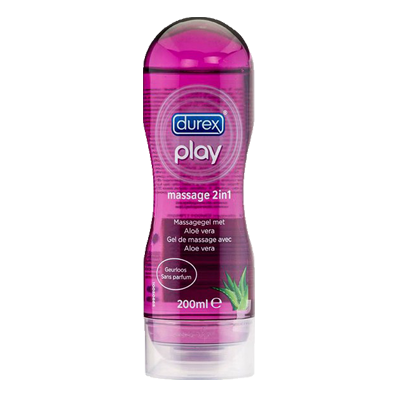 durex
play
massage 2in1
Massagegel met
Aloë vera
Gel de massage avec
Aloe vera
Geurloos
Sans parfum
200ml ℮